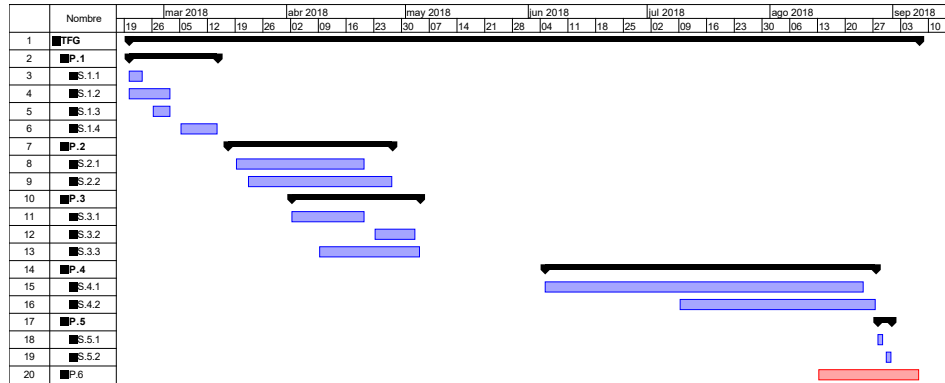 Nombre
mar 2018 abr 2018 may 2018 jun 2018 jul 2018 ago 2018 sep 2018
19 26 05 12 19 26 02 09 16 23 30 07 14 21 28 04 11 18 25 02 09 16 23 30 06 13 20 27 03 10
1 TFG
2 P.1
3 S.1.1
4 S.1.2
5 S.1.3
6 S.1.4
7 P.2
8 S.2.1
9 S.2.2
10 P.3
11 S.3.1
12 S.3.2
13 S.3.3
14 P.4
15 S.4.1
16 S.4.2
17 P.5
18 S.5.1
19 S.5.2
20 P.6